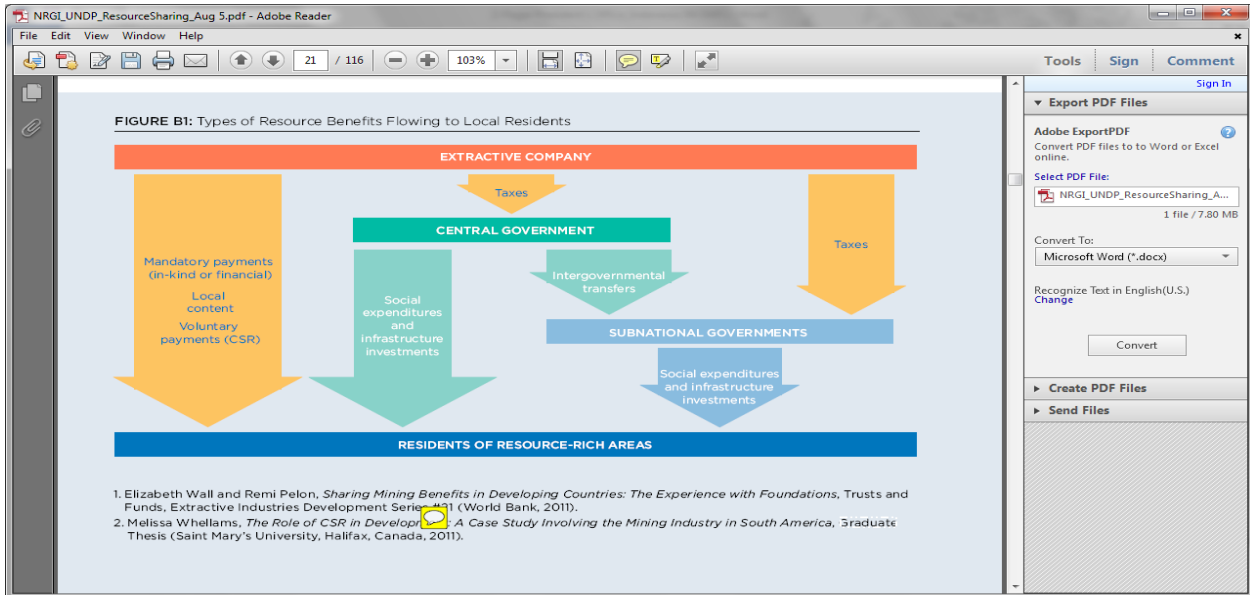 NRGI_UNDP_ResourceSharing_Aug 5.pdf - Adobe Reader
File Edit View Window Help
21 / 116 103% Tools Sign Comment
Sign In
FIGURE B1: Types of Resource Benefits Flowing to Local Residents
EXTRACTIVE COMPANY
Taxes
CENTRAL GOVERNMENT
Taxes
Mandatory payments
(in-kind or financial)
Local
content
Voluntary
payments (CSR)
Social
expenditures
and
infrastructure
investments
Intergovernmental
transfers
SUBNATIONAL GOVERNMENTS
Social expenditures
and infrastructure
investments
RESIDENTS OF RESOURCE-RICH AREAS
1. Elizabeth Wall and Remi Pelon, Sharing Mining Benefits in Developing Countries: The Experience with Foundations, Trusts and
Funds, Extractive Industries Development Series (World Bank, 2011).
2. Melissa Whellams, The Role of CSR in : A Case Study Involving the Mining Industry in South America, Graduate
Thesis (Saint Mary's University, Halifax, Canada, 2011).
Export PDF Files
Adobe ExportPDF
Convert PDF files to to Word or Excel
online.
Select PDF File:
NRGI_UNDP_ResourceSharing_A...
1 file / 7.80 MB
Convert To:
Microsoft Word (*.docx)
Recognize Text in English(U.S.)
Change
Convert
Create PDF Files
Send Files